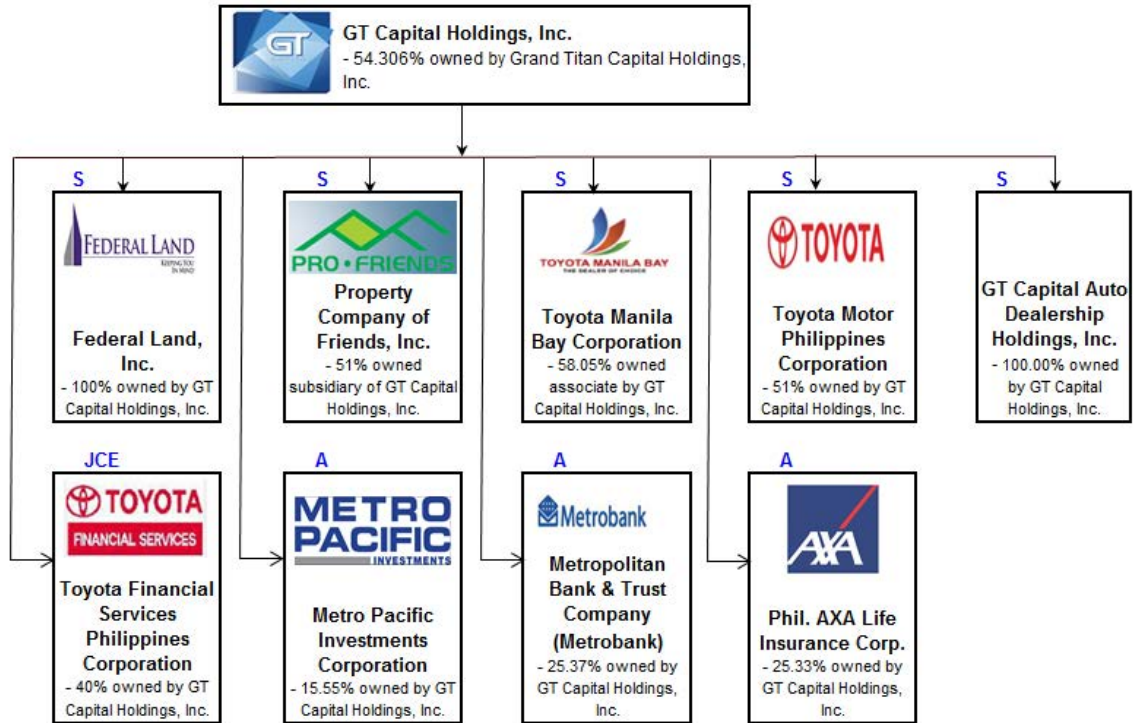 GT
GT Capital Holdings, Inc.
- 54.306% owned by Grand Titan Capital Holdings,
Inc.
S
FEDERAL LAND
KEEPING YOU
IN MIND
Federal Land,
Inc.
- 100% owned by GT
Capital Holdings, Inc.
S
PRO•FRIENDS
Property
Company of
Friends, Inc.
- 51% owned
subsidiary of GT Capital
Holdings, Inc.
S
TOYOTA MANILA BAY
THE DEALER OF CHOICE
Toyota Manila
Bay Corporation
- 58.05% owned
associate by GT
Capital Holdings, Inc.
S
TOYOTA
Toyota Motor
Philippines
Corporation
- 51% owned by GT
Capital Holdings, Inc.
S
GT Capital Auto
Dealership
Holdings, Inc.
- 100.00% owned
by GT Capital
Holdings, Inc.
JCE
TOYOTA
FINANCIAL SERVICES
Toyota Financial
Services
Philippines
Corporation
- 40% owned by GT
Capital Holdings, Inc.
A
METRO
PACIFIC
INVESTMENTS
Metro Pacific
Investments
Corporation
- 15.55% owned by GT
Capital Holdings, Inc.
A
Metrobank
Metropolitan
Bank & Trust
Company
(Metrobank)
- 25.37% owned by
GT Capital Holdings,
Inc.
A
AXA
Phil. AXA Life
Insurance Corp.
- 25.33% owned by
GT Capital Holdings,
Inc.